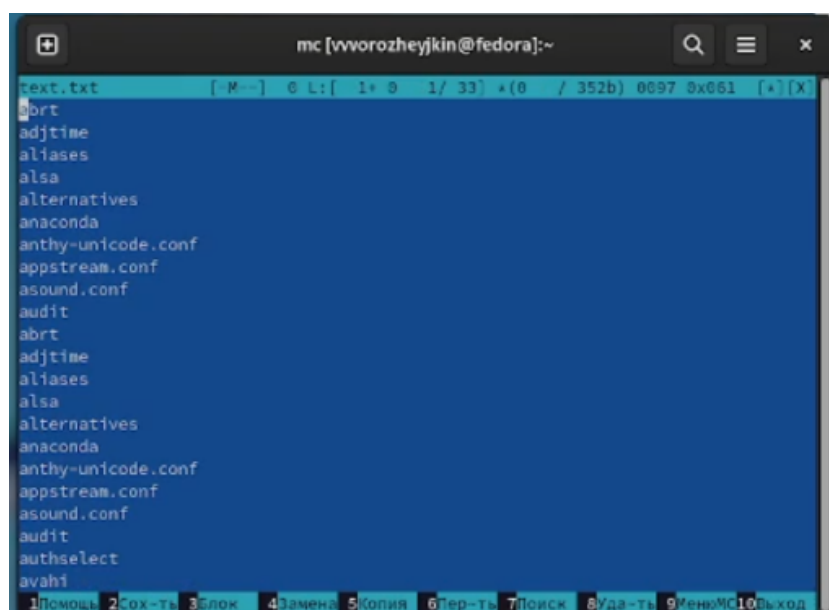 mc [vvvorozheyjkin@fedora]:~
text.txt [-M--] 0 L:[ 1+ 0 1/ 33] *(0 / 352b) 0097 0x061 [*][X]
abrt
adjtime
aliases
alsa
alternatives
anaconda
anthy-unicode.conf
appstream.conf
asound.conf
audit
abrt
adjtime
aliases
alsa
alternatives
anaconda
anthy-unicode.conf
appstream.conf
asound.conf
audit
authselect
avahi
1Помощь 2Сох~ть 3Блок 4Замена 5Копия 6Пер~ть 7Поиск 8Уда~ть 9МенюMC 10Выход